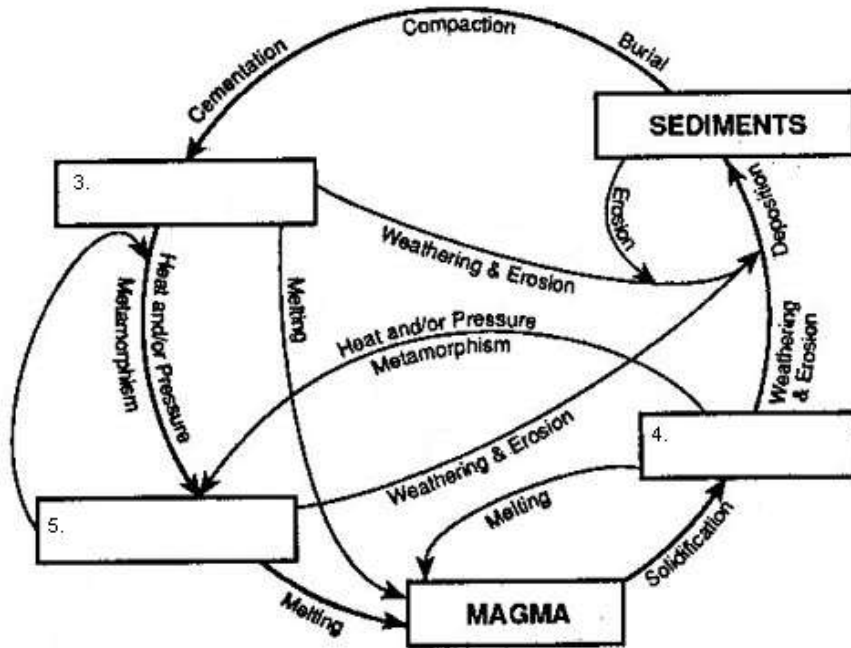 Compaction
Burial
Cementation
SEDIMENTS
3.
Erosion
Deposition
Weathering & Erosion
Melting
Heat and/or Pressure
Metamorphism
Heat and/or Pressure
Metamorphism
Weathering
& Erosion
4.
Weathering & Erosion
5.
Melting
Solidification
MAGMA
Melting